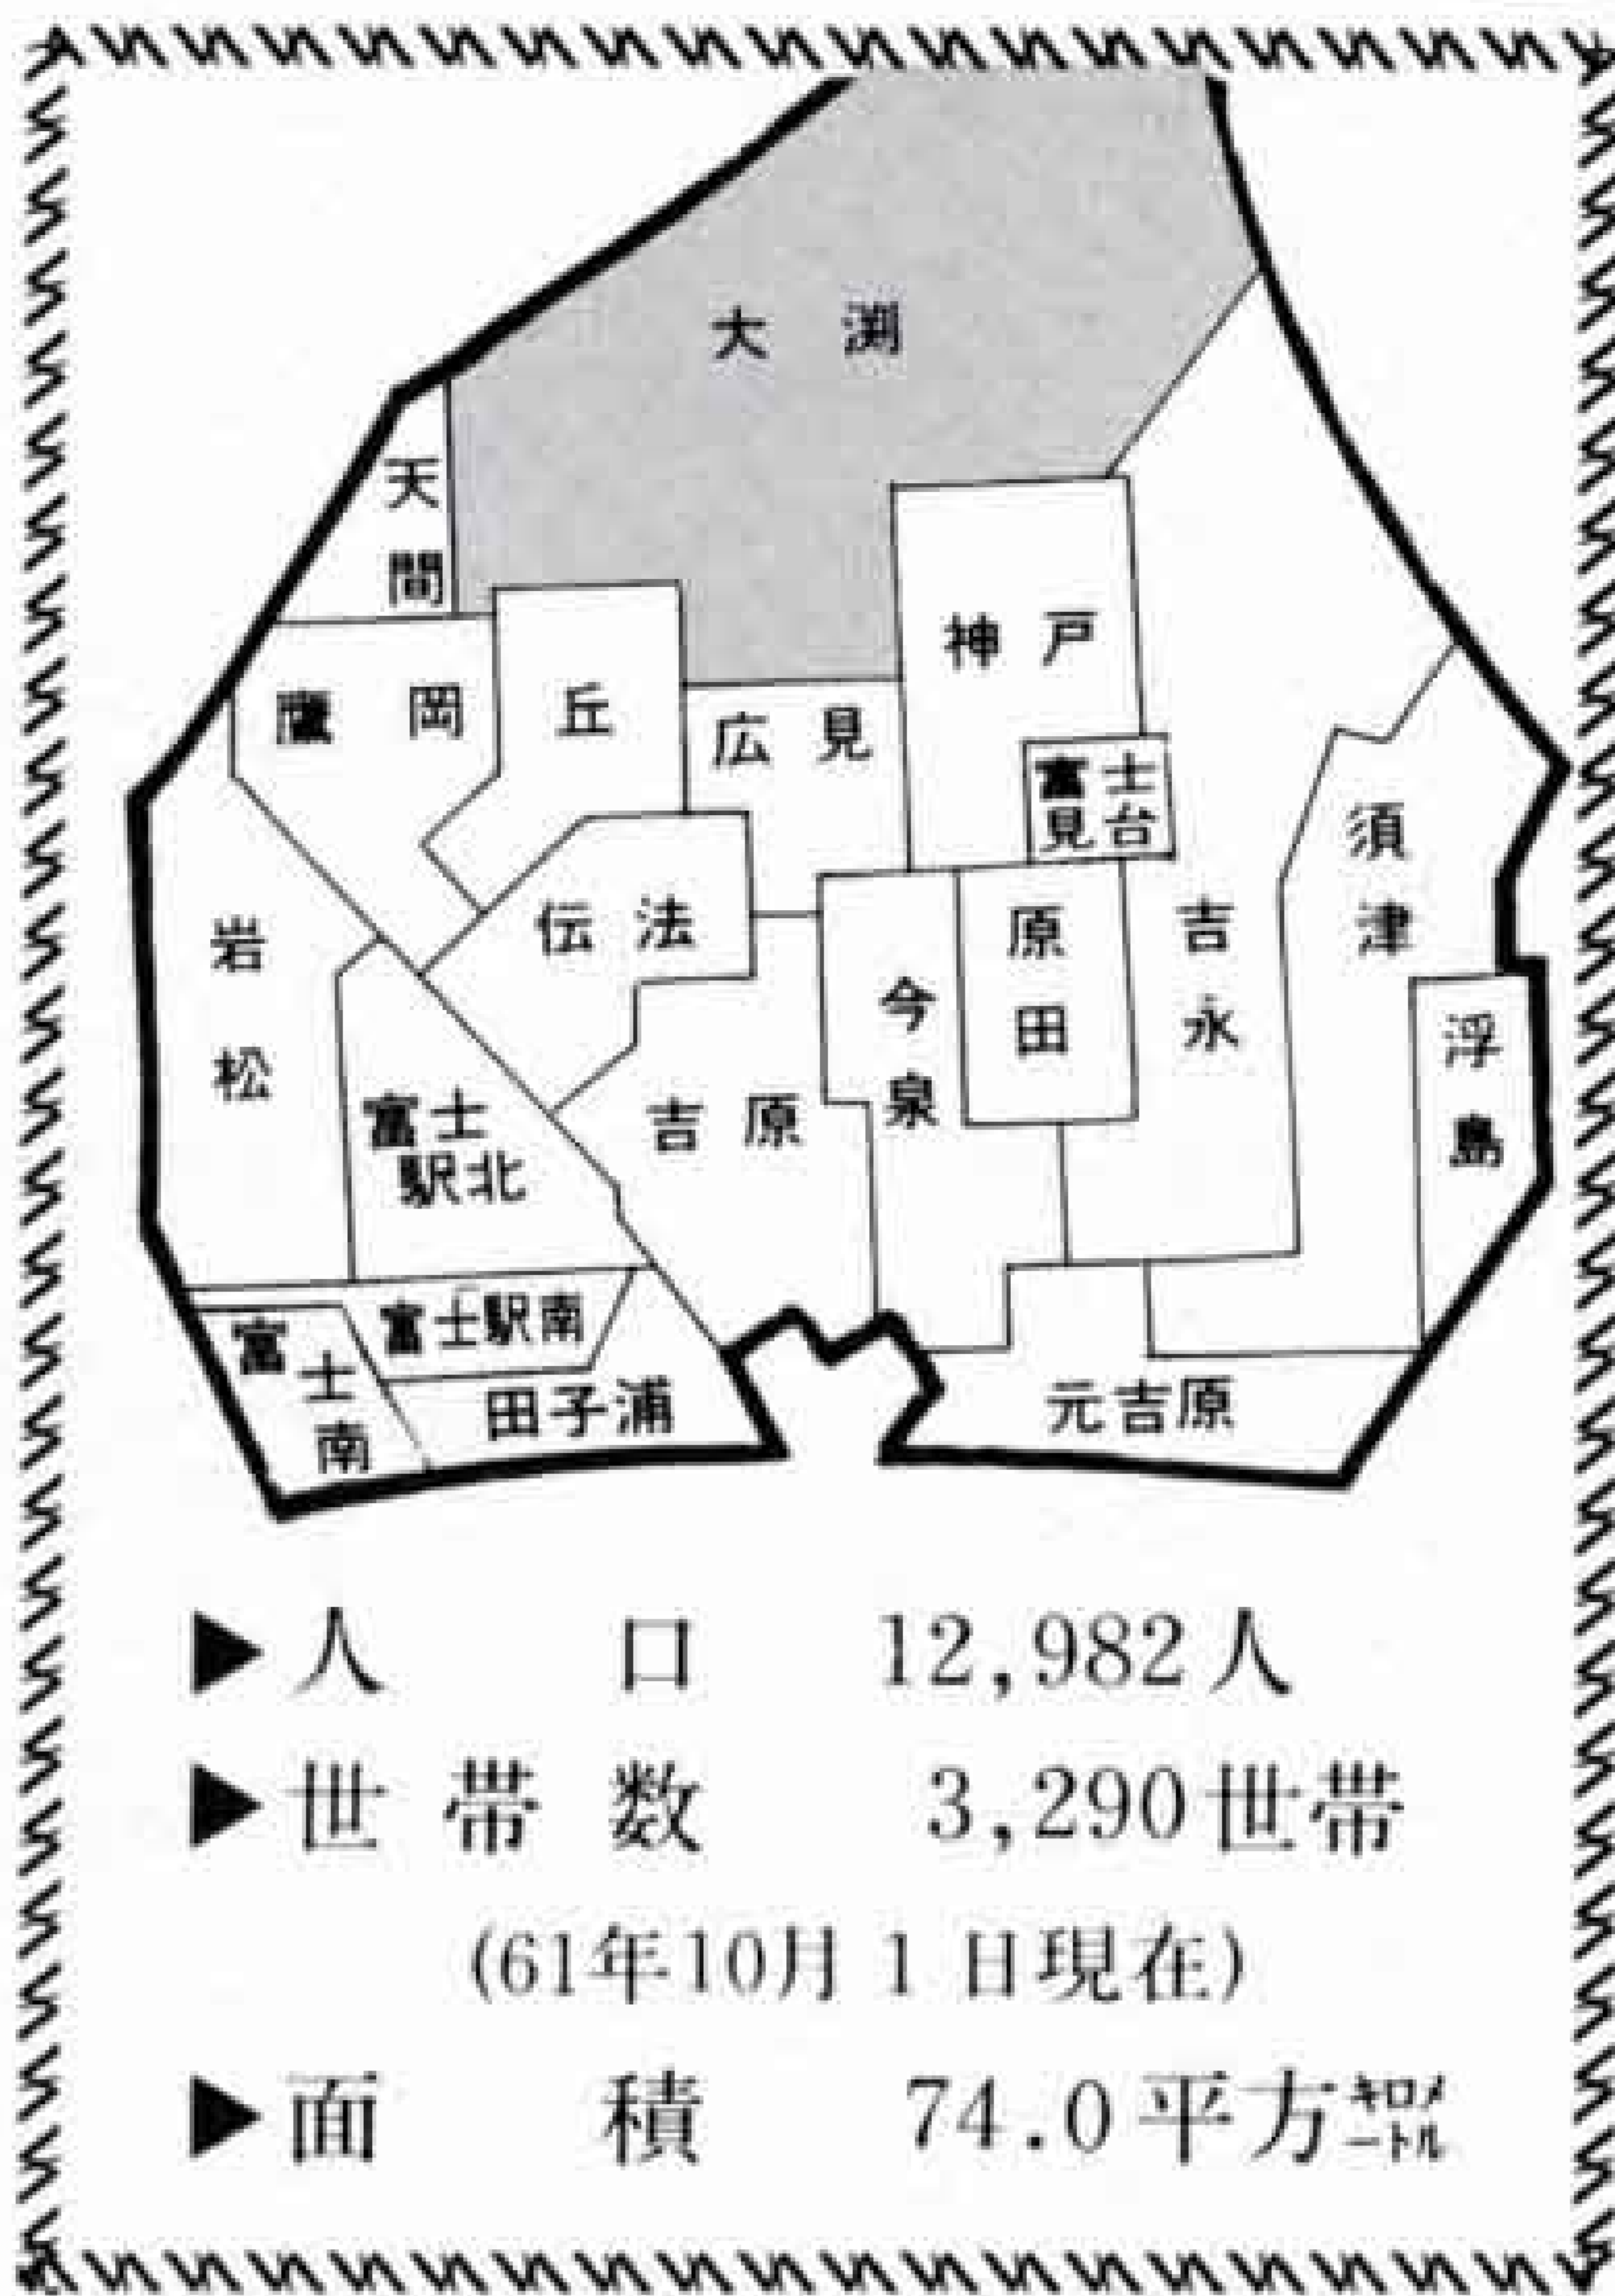 大渕
天間
神戸
鷹岡
丘
広見
富士
見台
須津
岩松
伝法
原田
吉永
今泉
浮島
富士
駅北
吉原
富士駅南
富士南
田子浦
元吉原
▶人口 12,982人
▶世帯数 3,290世帯
(61年10月1日現在)
▶面積 74.0平方キロメートル